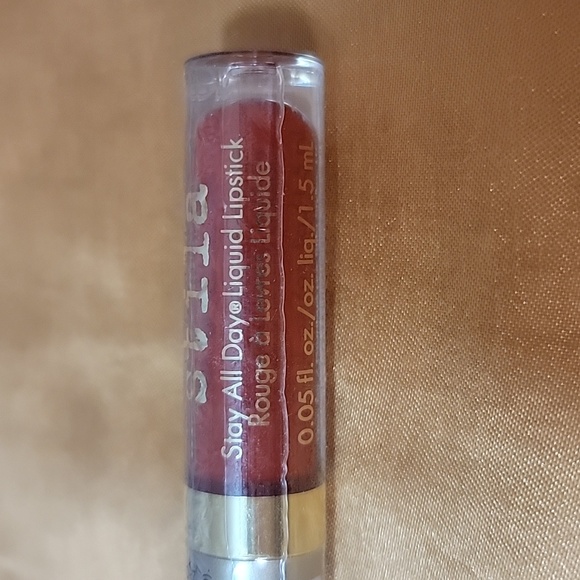 stila
Stay All Day® Liquid Lipstick
Rouge à Lèvres Liquide
0.05 fl. oz./oz. liq./1.5 mL